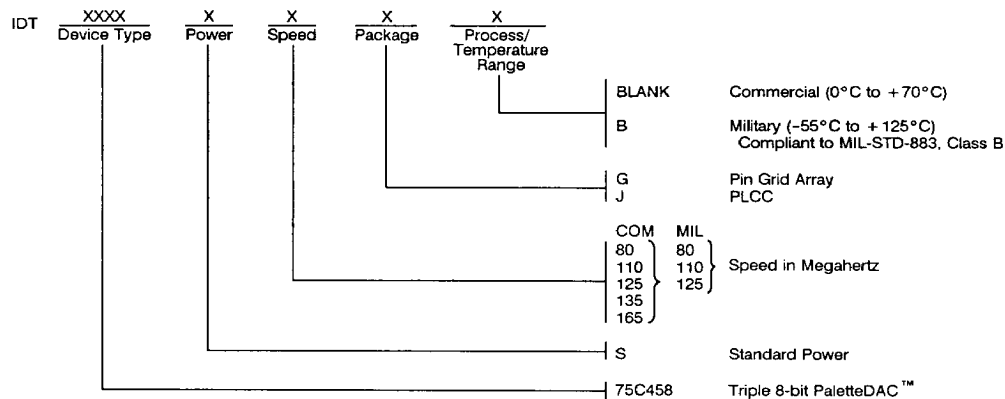 IDT XXXX X X X X
Device Type Power Speed Package Process/
Temperature
Range
BLANK Commercial (0°C to +70°C)
B Military (-55°C to + 125°C)
Compliant to MIL-STD-883, Class B
G Pin Grid Array
J PLCC
COM MIL
80 80
110 110 Speed in Megahertz
125 125
135
165
S Standard Power
75C458 Triple 8-bit PaletteDAC™